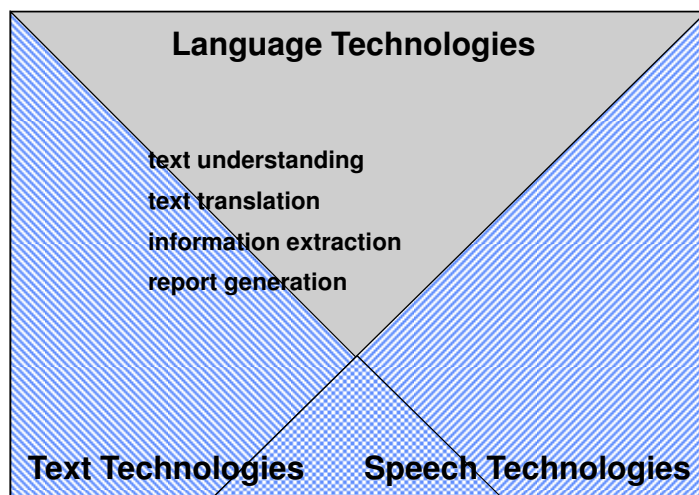 Language Technologies
text understanding
text translation
information extraction
report generation
Text Technologies
Speech Technologies